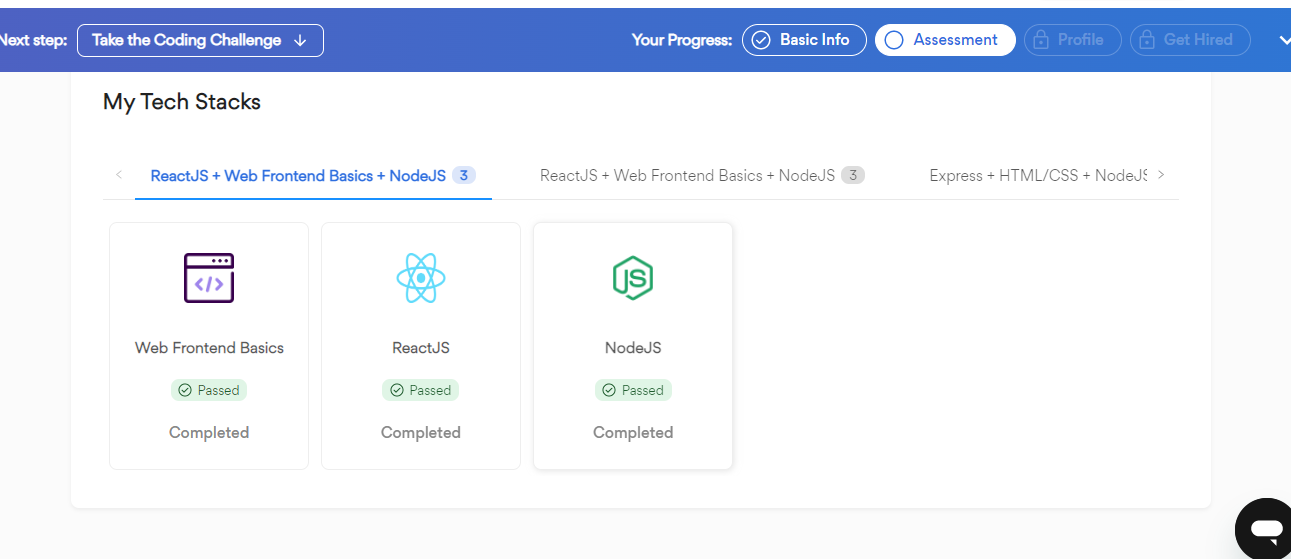 Next step: Take the Coding Challenge ↓ Your Progress: Basic Info Assessment Profile Get Hired
My Tech Stacks
ReactJS + Web Frontend Basics + NodeJS 3 ReactJS + Web Frontend Basics + NodeJS 3 Express + HTML/CSS + NodeJS
</> JS
Web Frontend Basics ReactJS NodeJS
Passed Passed Passed
Completed Completed Completed